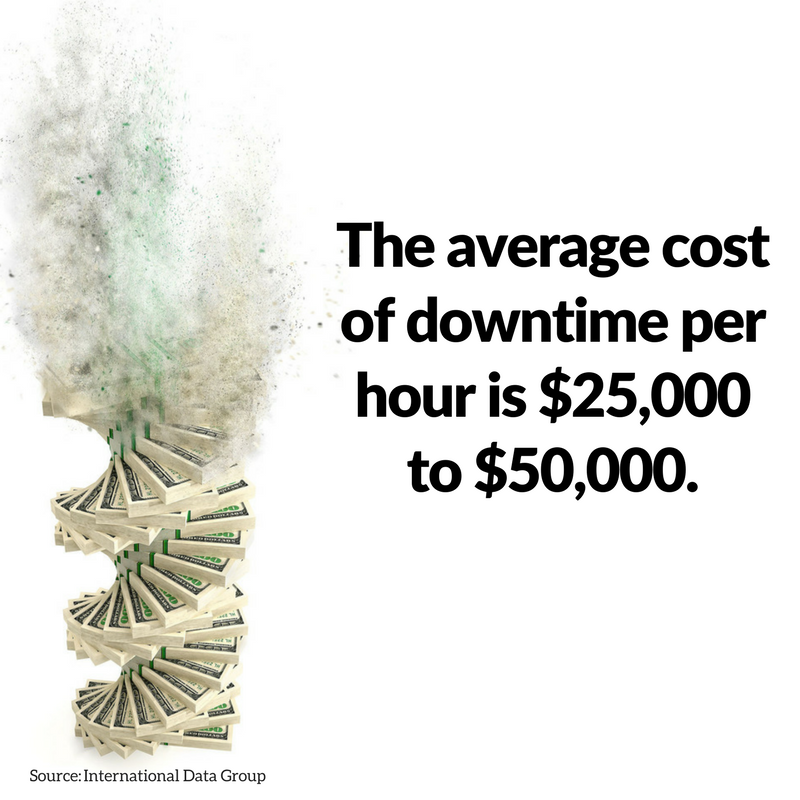 The average cost
of downtime per
hour is $25,000
to $50,000.
Source: International Data Group